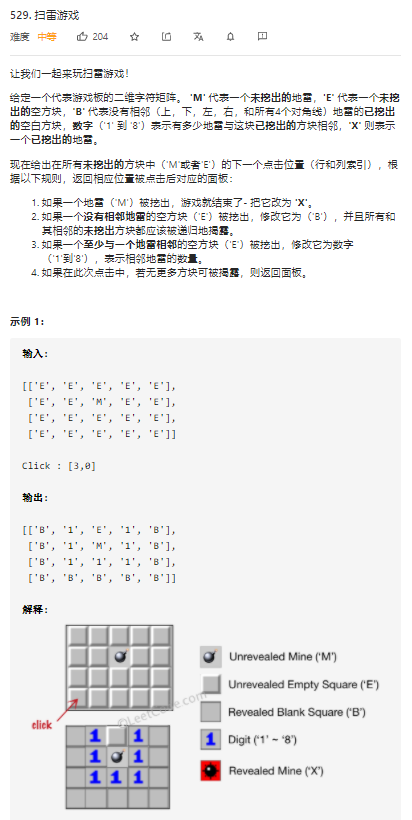 529. 扫雷游戏
难度 中等 204
让我们一起来玩扫雷游戏！
给定一个代表游戏板的二维字符矩阵。 'M' 代表一个未挖出的地雷，'E' 代表一个未挖
出的空方块，'B' 代表没有相邻（上，下，左，右，和所有4个对角线）地雷的已挖出
的空白方块，数字（'1' 到 '8'）表示有多少地雷与这块已挖出的方块相邻，'X' 则表示
一个已挖出的地雷。
现在给出在所有未挖出的方块中（'M'或者'E'）的下一个点击位置（行和列索引），根
据以下规则，返回相应位置被点击后对应的面板：
1. 如果一个地雷（'M'）被挖出，游戏就结束了- 把它改为 'X'。
2. 如果一个没有相邻地雷的空方块（'E'）被挖出，修改它为（'B'），并且所有和
其相邻的未挖出方块都应该被递归地揭露。
3. 如果一个至少与一个地雷相邻的空方块（'E'）被挖出，修改它为数字
（'1'到'8'），表示相邻地雷的数量。
4. 如果在此次点击中，若无更多方块可被揭露，则返回面板。
示例 1：
输入：
[['E', 'E', 'E', 'E', 'E'],
['E', 'E', 'M', 'E', 'E'],
['E', 'E', 'E', 'E', 'E'],
['E', 'E', 'E', 'E', 'E']]
Click : [3,0]
输出：
[['B', '1', 'E', '1', 'B'],
['B', '1', 'M', '1', 'B'],
['B', '1', '1', '1', 'B'],
['B', 'B', 'B', 'B', 'B']]
解释：
Unrevealed Mine ('M')
Unrevealed Empty Square ('E')
Revealed Blank Square ('B')
click
©LeetCode.com
1 1
1 1
1 1 1
1 Digit ('1' ~ '8')
Revealed Mine ('X')